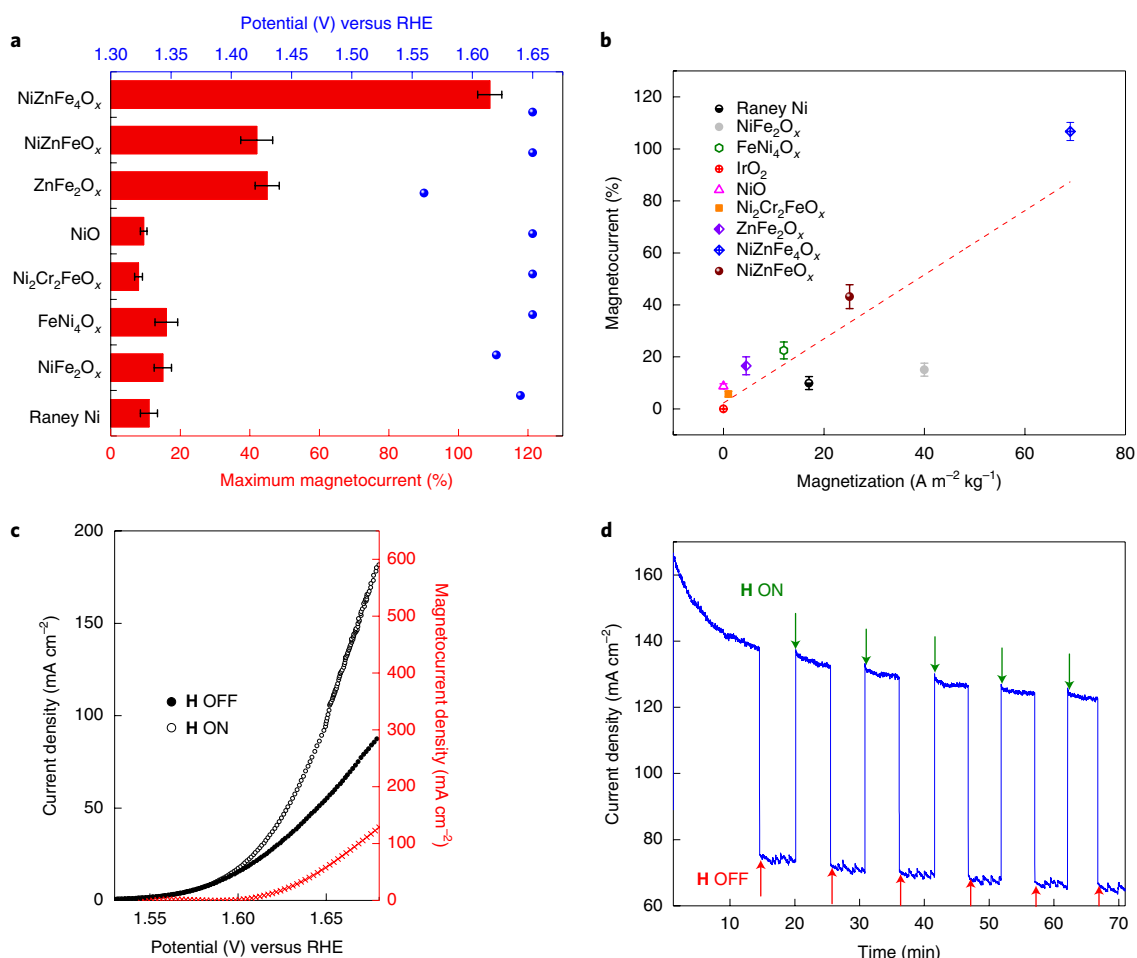 a
Potential (V) versus RHE
1.30 1.35 1.40 1.45 1.50 1.55 1.60 1.65
NiZnFe₄Oₓ
NiZnFeOₓ
ZnFe₂Oₓ
NiO
Ni₂Cr₂FeOₓ
FeNi₄Oₓ
NiFe₂Oₓ
Raney Ni
0 20 40 60 80 100 120
Maximum magnetocurrent (%)
b
Magnetocurrent (%)
120
100
80
60
40
20
0
Raney Ni
NiFe₂Oₓ
FeNi₄Oₓ
IrO₂
NiO
Ni₂Cr₂FeOₓ
ZnFe₂Oₓ
NiZnFe₄Oₓ
NiZnFeOₓ
0 20 40 60 80
Magnetization (A m⁻² kg⁻¹)
c
Current density (mA cm⁻²)
200
150
100
50
0
H OFF
H ON
600
500
400
300
200
100
0
Magnetocurrent density (mA cm⁻²)
1.55 1.60 1.65
Potential (V) versus RHE
d
Current density (mA cm⁻²)
160
140
120
100
80
60
H ON
H OFF
10 20 30 40 50 60 70
Time (min)